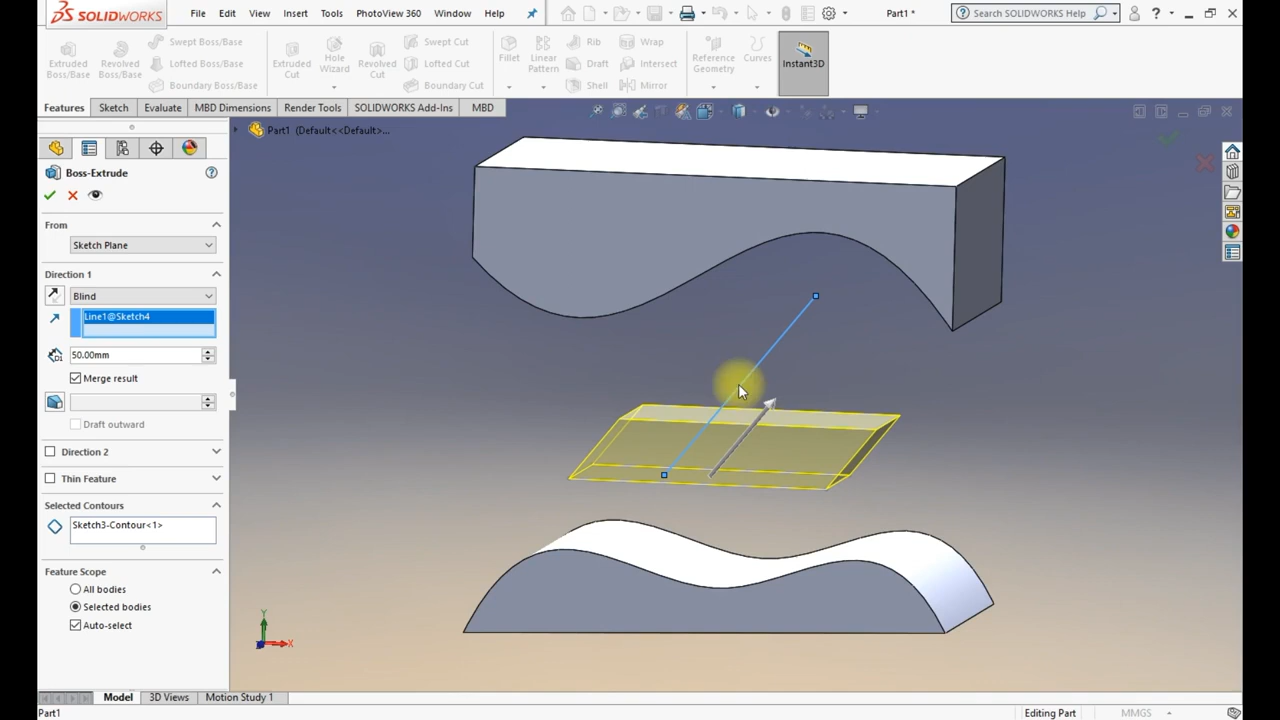 SOLIDWORKS File Edit View Insert Tools PhotoView 360 Window Help Part1 * Search SOLIDWORKS Help ?
Extruded Boss/Base
Revolved Boss/Base
Swept Boss/Base
Lofted Boss/Base
Boundary Boss/Base
Extruded Cut
Hole Wizard
Revolved Cut
Swept Cut
Lofted Cut
Boundary Cut
Fillet
Linear Pattern
Rib
Draft
Shell
Wrap
Intersect
Mirror
Reference Geometry
Curves
Instant3D
Features Sketch Evaluate MBD Dimensions Render Tools SOLIDWORKS Add-Ins MBD
Part1 (Default<<Default>...
Boss-Extrude
From
Sketch Plane
Direction 1
Blind
Line1@Sketch4
D1
50.00mm
Merge result
Draft outward
Direction 2
Thin Feature
Selected Contours
Sketch3-Contour<1>
Feature Scope
All bodies
Selected bodies
Auto-select
Y
X
Model 3D Views Motion Study 1
Part1 Editing Part MMGS